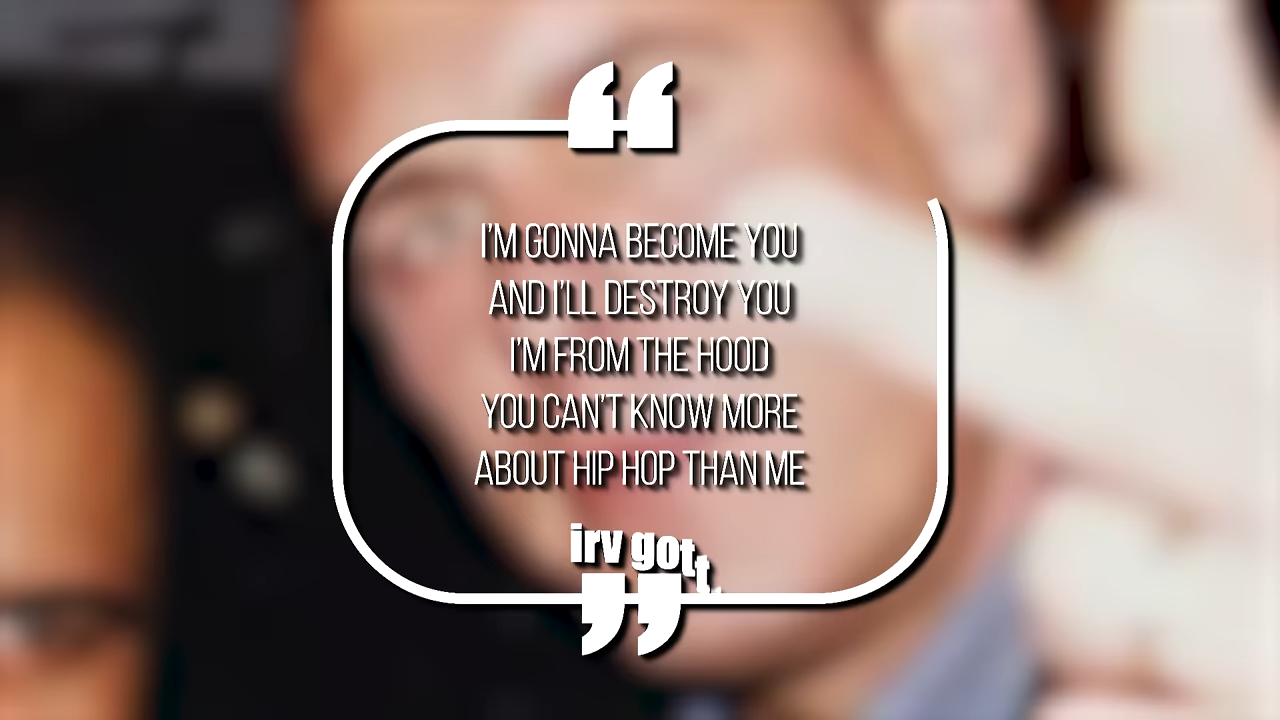 I'M GONNA BECOME YOU
AND I'LL DESTROY YOU
I'M FROM THE HOOD
YOU CAN'T KNOW MORE
ABOUT HIP HOP THAN ME
irv gott